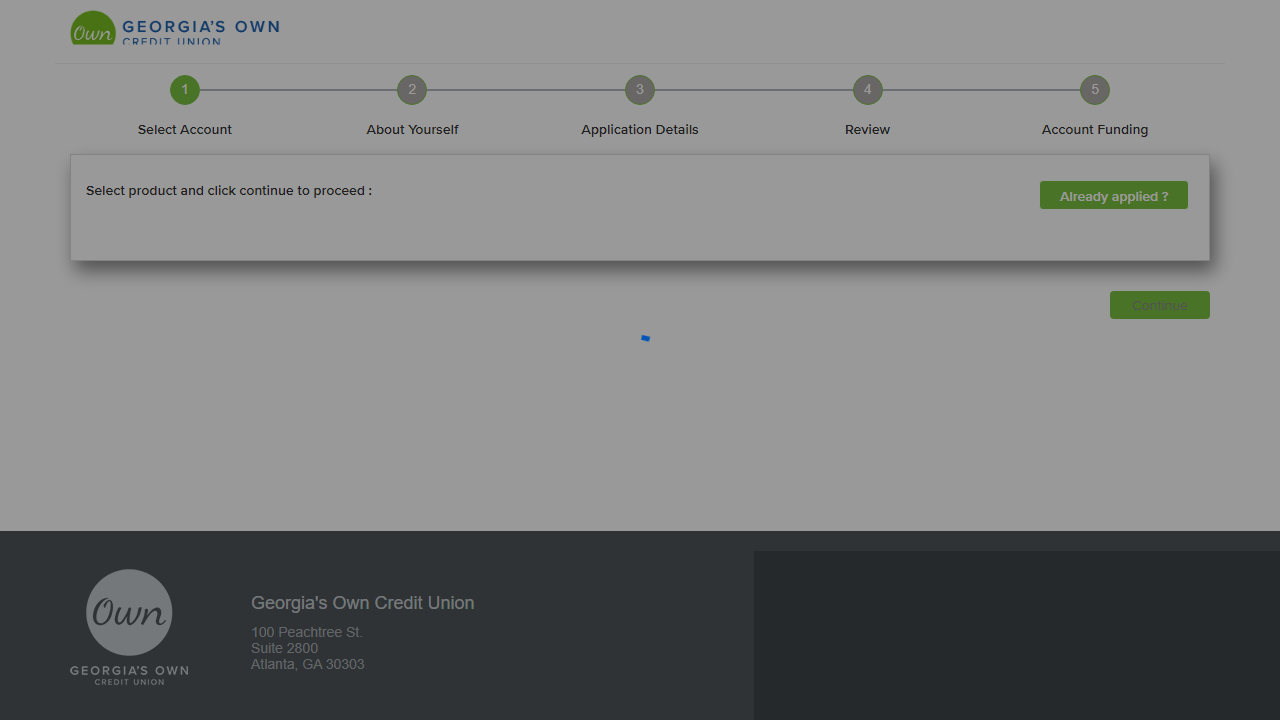 Own GEORGIA'S OWN
CREDIT UNION
1 2 3 4 5
Select Account About Yourself Application Details Review Account Funding
Select product and click continue to proceed :
Already applied ?
Continue
Own
GEORGIA'S OWN
CREDIT UNION
Georgia's Own Credit Union
100 Peachtree St.
Suite 2800
Atlanta, GA 30303